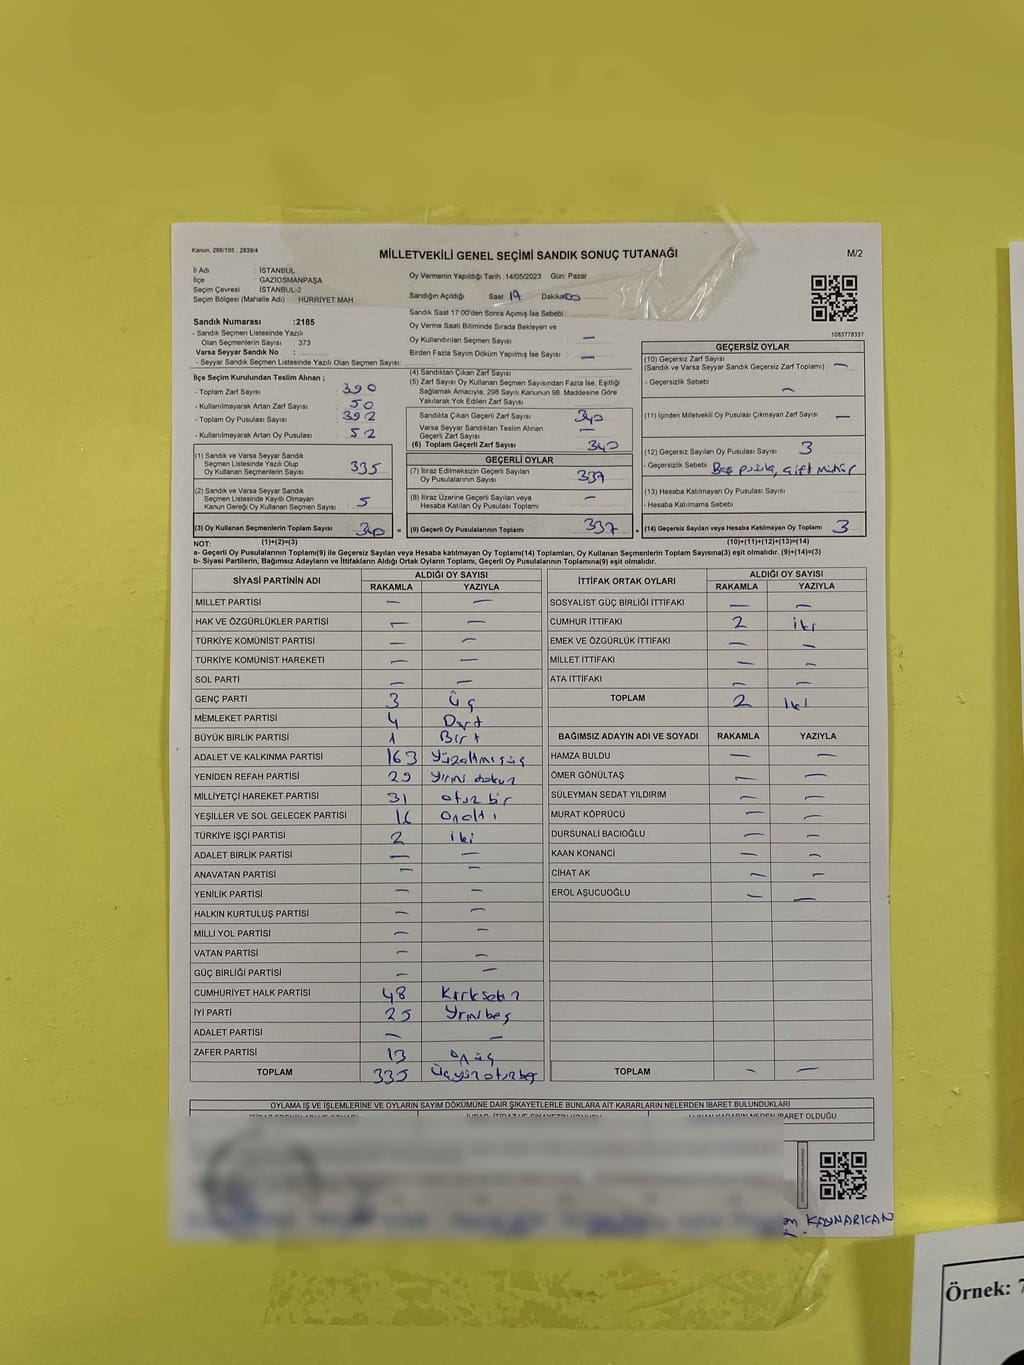 Kanun: 298/105 ; 2839/4
MİLLETVEKİLİ GENEL SEÇİMİ SANDIK SONUÇ TUTANAĞI
M/2
İl Adı : İSTANBUL
İlçe : GAZİOSMANPAŞA
Seçim Çevresi : İSTANBUL-2
Seçim Bölgesi (Mahalle Adı) : HÜRRİYET MAH.
Sandık Numarası :2185
- Sandık Seçmen Listesinde Yazılı
Olan Seçmenlerin Sayısı : 373
Varsa Seyyar Sandık No :
- Seyyar Sandık Seçmen Listesinde Yazılı Olan Seçmen Sayısı:
Oy Vermenin Yapıldığı Tarih :14/05/2023 Gün: Pazar
Sandığın Açıldığı Saat 17 Dakika 00
Sandık Saat 17:00'den Sonra Açımış İse Sebebi :
Oy Verme Saati Bitiminde Sırada Bekleyen ve
Oy Kullandırılan Seçmen Sayısı —
Birden Fazla Sayım Döküm Yapılmış İse Sayısı —
1083778337
İlçe Seçim Kurulundan Teslim Alınan ;
- Toplam Zarf Sayısı 390
- Kullanılmayarak Artan Zarf Sayısı 50
- Toplam Oy Pusulası Sayısı 392
- Kullanılmayarak Artan Oy Pusulası 52
(1) Sandık ve Varsa Seyyar Sandık
Seçmen Listesinde Yazılı Olup
Oy Kullanan Seçmenlerin Sayısı 335
(2) Sandık ve Varsa Seyyar Sandık
Seçmen Listesinde Kayıtlı Olmayan
Kanun Gereği Oy Kullanan Seçmen Sayısı 5
(3) Oy Kullanan Seçmenlerin Toplam Sayısı 340 =
(4) Sandıktan Çıkan Zarf Sayısı
(5) Zarf Sayısı Oy Kullanan Seçmen Sayısından Fazla İse, Eşitliği
Sağlamak Amacıyla, 298 Sayılı Kanunun 98. Maddesine Göre
Yakılarak Yok Edilen Zarf Sayısı
Sandıkta Çıkan Geçerli Zarf Sayısı 340
Varsa Seyyar Sandıktan Teslim Alınan
Geçerli Zarf Sayısı —
(6) Toplam Geçerli Zarf Sayısı 340
GEÇERLİ OYLAR
(7) İtiraz Edilmeksizin Geçerli Sayılan
Oy Pusulalarının Sayısı 337
(8) İtiraz Üzerine Geçerli Sayılan veya
Hesaba Katılan Oy Pusulası Toplamı —
(9) Geçerli Oy Pusulalarının Toplamı 337 +
GEÇERSİZ OYLAR
(10) Geçersiz Zarf Sayısı
(Sandık ve Varsa Seyyar Sandık Geçersiz Zarf Toplamı) —
- Geçersizlik Sebebi —
(11) İçinden Milletvekili Oy Pusulası Çıkmayan Zarf Sayısı —
(12) Geçersiz Sayılan Oy Pusulası Sayısı 3
- Geçersizlik Sebebi Boş pusula, çift mühür
(13) Hesaba Katılmayan Oy Pusulası Sayısı
- Hesaba Katılmama Sebebi
(14) Geçersiz Sayılan veya Hesaba Katılmayan Oy Toplamı 3
NOT: (1)+(2)=(3) (10)+(11)+(12)+(13)=(14)
a- Geçerli Oy Pusulalarının Toplamı(9) ile Geçersiz Sayılan veya Hesaba katılmayan Oy Toplamı(14) Toplamları, Oy Kullanan Seçmenlerin Toplam Sayısına(3) eşit olmalıdır. (9)+(14)=(3)
b- Siyasi Partilerin, Bağımsız Adayların ve İttifakların Aldığı Ortak Oyların Toplamı, Geçerli Oy Pusulalarının Toplamına(9) eşit olmalıdır.
SİYASİ PARTİNİN ADI ALDIĞI OY SAYISI
RAKAMLA YAZIYLA
MİLLET PARTİSİ — —
HAK VE ÖZGÜRLÜKLER PARTİSİ — —
TÜRKİYE KOMÜNİST PARTİSİ — —
TÜRKİYE KOMÜNİST HAREKETİ — —
SOL PARTİ — —
GENÇ PARTİ 3 üç
MEMLEKET PARTİSİ 4 Dört
BÜYÜK BİRLİK PARTİSİ 1 Bir
ADALET VE KALKINMA PARTİSİ 163 yüzaltmışüç
YENİDEN REFAH PARTİSİ 29 yirmi dokuz
MİLLİYETÇİ HAREKET PARTİSİ 31 otuz bir
YEŞİLLER VE SOL GELECEK PARTİSİ 16 Onaltı
TÜRKİYE İŞÇİ PARTİSİ 2 iki
ADALET BİRLİK PARTİSİ — —
ANAVATAN PARTİSİ — —
YENİLİK PARTİSİ — —
HALKIN KURTULUŞ PARTİSİ — —
MİLLİ YOL PARTİSİ — —
VATAN PARTİSİ — —
GÜÇ BİRLİĞİ PARTİSİ — —
CUMHURİYET HALK PARTİSİ 48 Kırksekiz
İYİ PARTİ 25 Yirmibeş
ADALET PARTİSİ — —
ZAFER PARTİSİ 13 onüç
TOPLAM 335 Üçyüzotuzbeş
İTTİFAK ORTAK OYLARI ALDIĞI OY SAYISI
RAKAMLA YAZIYLA
SOSYALİST GÜÇ BİRLİĞİ İTTİFAKI — —
CUMHUR İTTİFAKI 2 iki
EMEK VE ÖZGÜRLÜK İTTİFAKI — —
MİLLET İTTİFAKI — —
ATA İTTİFAKI — —
TOPLAM 2 iki
BAĞIMSIZ ADAYIN ADI VE SOYADI RAKAMLA YAZIYLA
HAMZA BULDU — —
ÖMER GÖNÜLTAŞ — —
SÜLEYMAN SEDAT YILDIRIM — —
MURAT KÖPRÜCÜ — —
DURSUNALİ BACIOĞLU — —
KAAN KONANCİ — —
CİHAT AK — —
EROL AŞUCUOĞLU — —
TOPLAM — —
OYLAMA İŞ VE İŞLEMLERİNE VE OYLARIN SAYIM DÖKÜMÜNE DAİR ŞİKAYETLERLE BUNLARA AİT KARARLARIN NELERDEN İBARET BULUNDUKLARI
KAYNARICAN
Örnek: 7